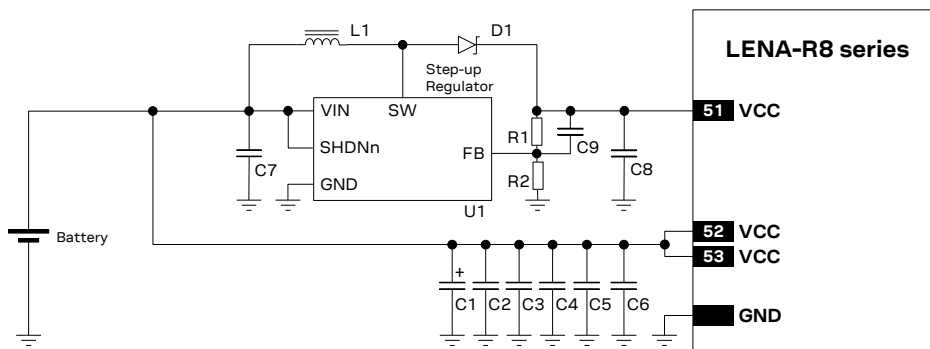 L1
D1
LENA-R8 series
Step-up
Regulator
VIN
SW
51 VCC
R1
C9
SHDNn
FB
C7
C8
R2
GND
U1
Battery
52 VCC
53 VCC
+
C1
C2
C3
C4
C5
C6
GND